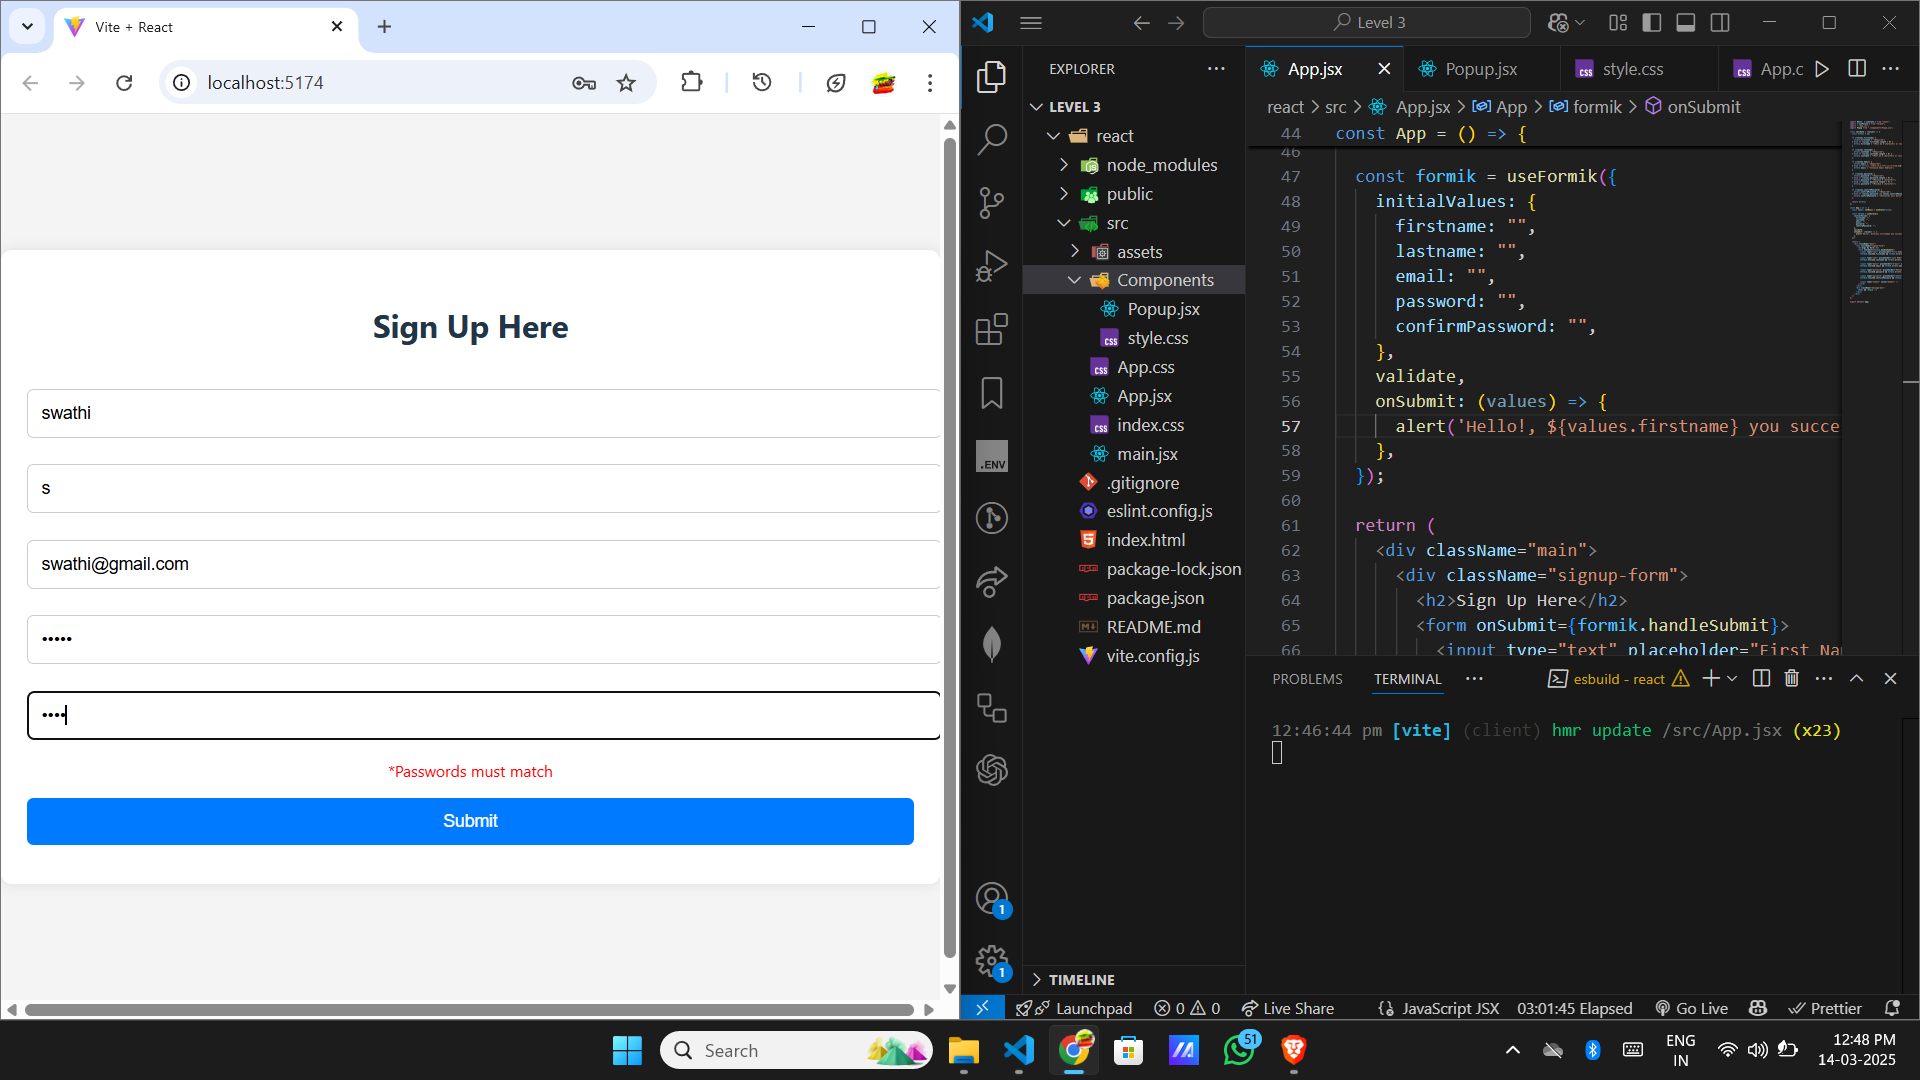 Vite + React
localhost:5174
Sign Up Here
swathi
s
swathi@gmail.com
•••••
••••
*Passwords must match
Submit
Level 3
EXPLORER
LEVEL 3
react
node_modules
public
src
assets
Components
Popup.jsx
style.css
App.css
App.jsx
index.css
main.jsx
.gitignore
eslint.config.js
index.html
package-lock.json
package.json
README.md
vite.config.js
TIMELINE
.ENV
1
1
App.jsx
Popup.jsx
style.css
App.c
react > src > App.jsx > App > formik > onSubmit
44 const App = () => {
46
47 const formik = useFormik({
48 initialValues: {
49 firstname: "",
50 lastname: "",
51 email: "",
52 password: "",
53 confirmPassword: "",
54 },
55 validate,
56 onSubmit: (values) => {
57 alert('Hello!, ${values.firstname} you succe
58 },
59 });
60
61 return (
62 <div className="main">
63 <div className="signup-form">
64 <h2>Sign Up Here</h2>
65 <form onSubmit={formik.handleSubmit}>
66 <input type="text" placeholder="First Na
PROBLEMS
TERMINAL
esbuild - react
12:46:44 pm [vite] (client) hmr update /src/App.jsx (x23)
Launchpad
0
0
Live Share
JavaScript JSX
03:01:45 Elapsed
Go Live
Prettier
Search
51
ENG
IN
12:48 PM
14-03-2025